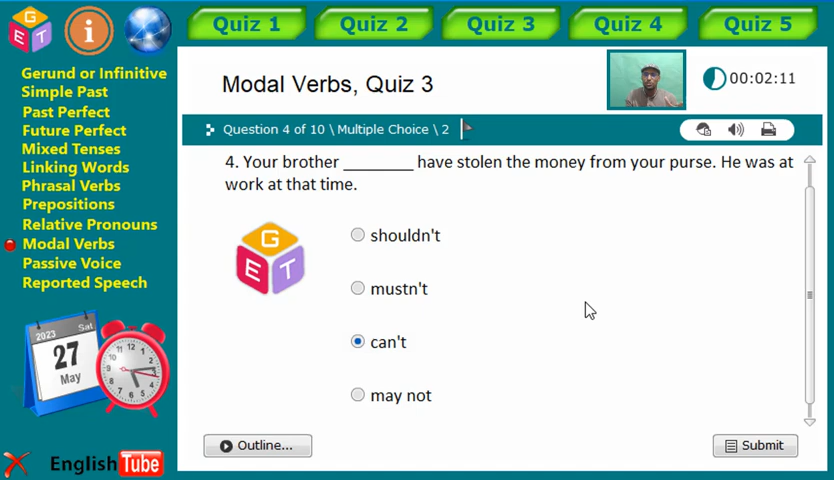 G
E T
i
Quiz 1
Quiz 2
Quiz 3
Quiz 4
Quiz 5
Gerund or Infinitive
Simple Past
Past Perfect
Future Perfect
Mixed Tenses
Linking Words
Phrasal Verbs
Prepositions
Relative Pronouns
Modal Verbs
Passive Voice
Reported Speech
2023 Sat
27
May
EnglishTube
Modal Verbs, Quiz 3
00:02:11
Question 4 of 10 \ Multiple Choice \ 2
4. Your brother ________ have stolen the money from your purse. He was at
work at that time.
G
E T
shouldn't
mustn't
can't
may not
Outline...
Submit